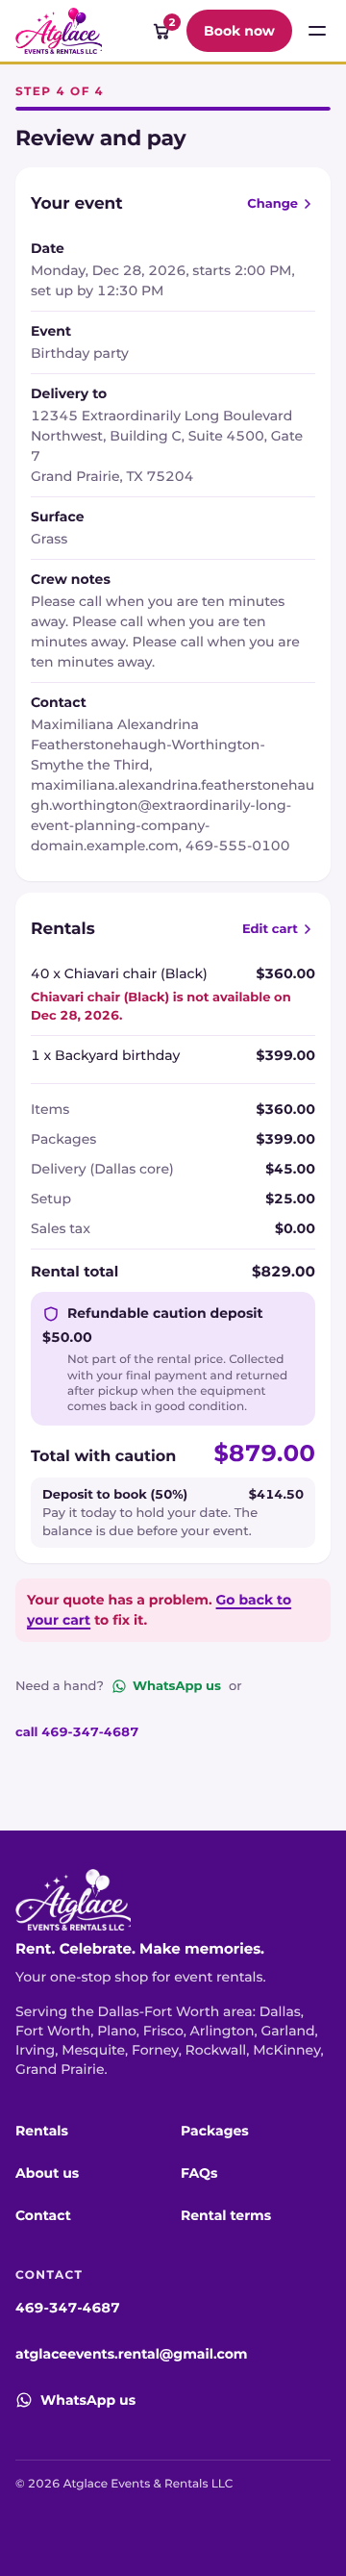 Atglace
EVENTS & RENTALS LLC
2
Book now
STEP 4 OF 4
Review and pay
Your event
Change
Date
Monday, Dec 28, 2026, starts 2:00 PM,
set up by 12:30 PM
Event
Birthday party
Delivery to
12345 Extraordinarily Long Boulevard
Northwest, Building C, Suite 4500, Gate
7
Grand Prairie, TX 75204
Surface
Grass
Crew notes
Please call when you are ten minutes
away. Please call when you are ten
minutes away. Please call when you are
ten minutes away.
Contact
Maximiliana Alexandrina
Featherstonehaugh-Worthington-
Smythe the Third,
maximiliana.alexandrina.featherstonehau
gh.worthington@extraordinarily-long-
event-planning-company-
domain.example.com, 469-555-0100
Rentals
Edit cart
40 x Chiavari chair (Black) $360.00
Chiavari chair (Black) is not available on
Dec 28, 2026.
1 x Backyard birthday $399.00
Items $360.00
Packages $399.00
Delivery (Dallas core) $45.00
Setup $25.00
Sales tax $0.00
Rental total $829.00
Refundable caution deposit
$50.00
Not part of the rental price. Collected
with your final payment and returned
after pickup when the equipment
comes back in good condition.
Total with caution $879.00
Deposit to book (50%) $414.50
Pay it today to hold your date. The
balance is due before your event.
Your quote has a problem. Go back to
your cart to fix it.
Need a hand? WhatsApp us or
call 469-347-4687
Atglace
EVENTS & RENTALS LLC
Rent. Celebrate. Make memories.
Your one-stop shop for event rentals.
Serving the Dallas-Fort Worth area: Dallas,
Fort Worth, Plano, Frisco, Arlington, Garland,
Irving, Mesquite, Forney, Rockwall, McKinney,
Grand Prairie.
Rentals Packages
About us FAQs
Contact Rental terms
CONTACT
469-347-4687
atglaceevents.rental@gmail.com
WhatsApp us
© 2026 Atglace Events & Rentals LLC